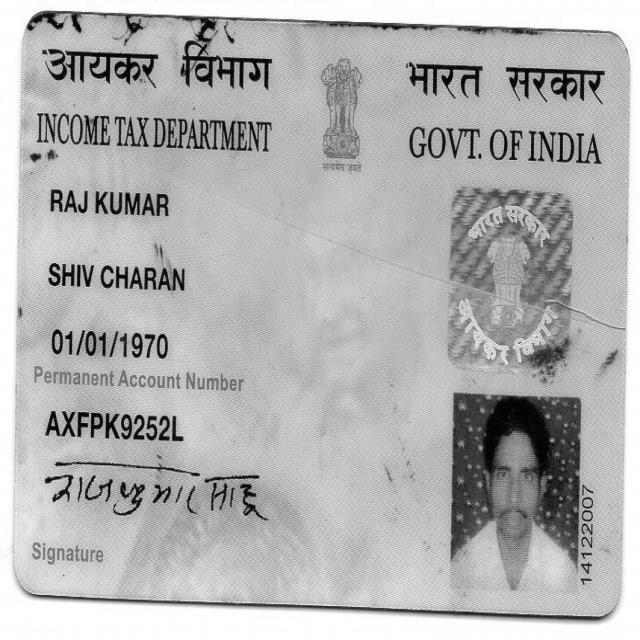 आयकर विभाग
भारत सरकार
INCOME TAX DEPARTMENT
GOVT. OF INDIA
सत्यमेव जयते
RAJ KUMAR
SHIV CHARAN
01/01/1970
Permanent Account Number
AXFPK9252L
राजकुमार साहू
Signature
भारत सरकार
आयकर विभाग
14122007